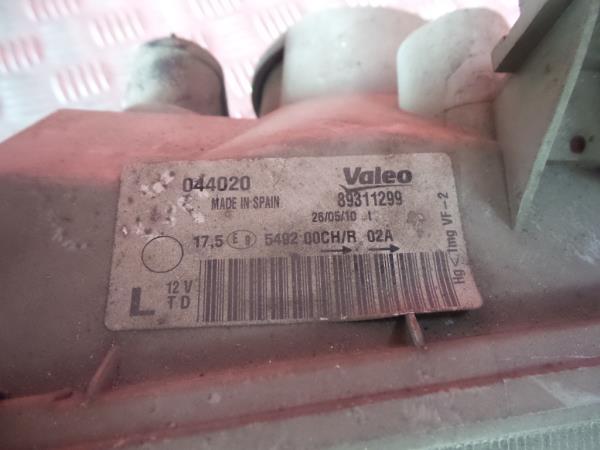 044020 Valeo
MADE IN SPAIN 89311299
26/05/10
17,5 E 9 5492 00CH/R 02A
12 V
L T D
Hg < 1mg VF-2